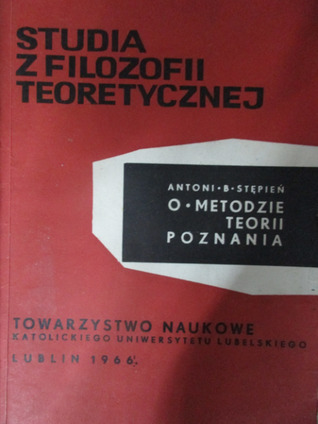 STUDIA
Z FILOZOFII
TEORETYCZNEJ
ANTONI · B · STĘPIEŃ
O · METODZIE
TEORII
POZNANIA
TOWARZYSTWO NAUKOWE
KATOLICKIEGO UNIWERSYTETU LUBELSKIEGO
LUBLIN 1966